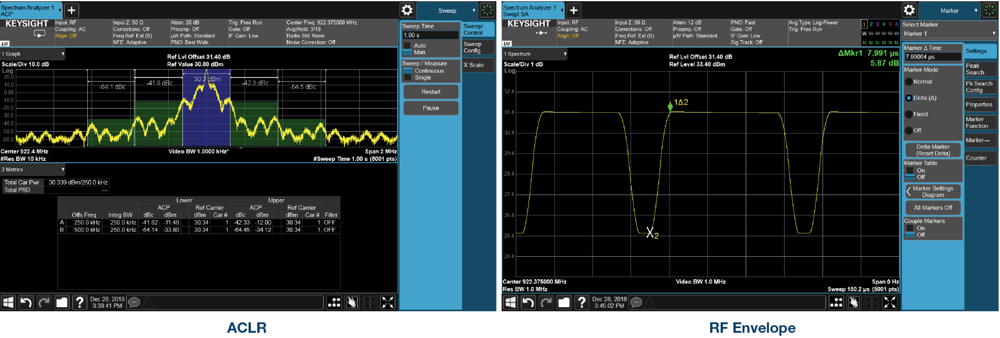 Spectrum Analyzer 1
ACP
KEYSIGHT
LXI
Input: RF
Coupling: AC
Align: Off
Input Z: 50 Ω
Corrections: Off
Freq Ref: Ext (S)
NFE: Adaptive
Atten: 20 dB
Preamp: Off
µW Path: Standard
PNO: Best Wide
Trig: Free Run
Gate: Off
IF Gain: Low
Center Freq: 922.375000 MHz
Avg|Hold: 3/10
Radio Std: None
Noise Correction: Off
1 Graph
Scale/Div 10.0 dB
Ref Lvl Offset 31.40 dB
Ref Value 30.00 dBm
Log
20.0
10.0
0.00
-10.0
-20.0
-30.0
-40.0
-50.0
-60.0
-64.1 dBc
-41.8 dBc
30.3 dBm
-42.3 dBc
-64.5 dBc
Center 922.4 MHz
#Res BW 10 kHz
Video BW 1.0000 kHz*
Span 2 MHz
#Sweep Time 1.00 s (5001 pts)
2 Metrics
Total Car Pwr 30.339 dBm/250.0 kHz
Total PSD ---
Lower Upper
ACP Ref Carrier ACP Ref Carrier
Offs Freq Integ BW dBc dBm dBm Car # dBc dBm dBm Car # Filter
A 250.0 kHz 250.0 kHz -41.82 -11.48 30.34 1 -42.33 -12.00 30.34 1 OFF
B 500.0 kHz 250.0 kHz -64.14 -33.80 30.34 1 -64.45 -34.12 30.34 1 OFF
?
Dec 28, 2018
3:38:41 PM
Sweep
Sweep Time
1.00 s
Auto
Man
Sweep / Measure
Continuous
Single
Restart
Pause
Sweep/
Control
Sweep
Config
X Scale
ACLR
Spectrum Analyzer 1
Swept SA
KEYSIGHT
LXI
Input: RF
Coupling: AC
Align: Off
Input Z: 50 Ω
Corrections: Off
Freq Ref: Ext (S)
NFE: Adaptive
Atten: 12 dB
Preamp: Off
µW Path: Standard
PNO: Fast
Gate: Off
IF Gain: Low
Sig Track: Off
Avg Type: Log-Power
Trig: Free Run
1 2 3 4 5 6
W W W W W W
N N N N N N
1 Spectrum
Scale/Div 1 dB
Ref Lvl Offset 31.40 dB
Ref Level 33.40 dBm
ΔMkr1 7.991 µs
5.87 dB
Log
32.4
31.4
30.4
29.4
28.4
27.4
26.4
25.4
24.4
1Δ2
X2
Center 922.375000 MHz
Res BW 1.0 MHz
Video BW 1.0 MHz
Span 0 Hz
Sweep 150.2 µs (5001 pts)
?
Dec 28, 2018
3:45:02 PM
Marker
Select Marker
Marker 1
Marker Δ Time
7.99064 µs
Marker Mode
Normal
Delta (Δ)
Fixed
Off
Delta Marker
(Reset Delta)
Marker Table
On
Off
Marker Settings
Diagram
All Markers Off
Couple Markers
On
Off
Settings
Peak
Search
Pk Search
Config
Properties
Marker
Function
Marker→
Counter
RF Envelope